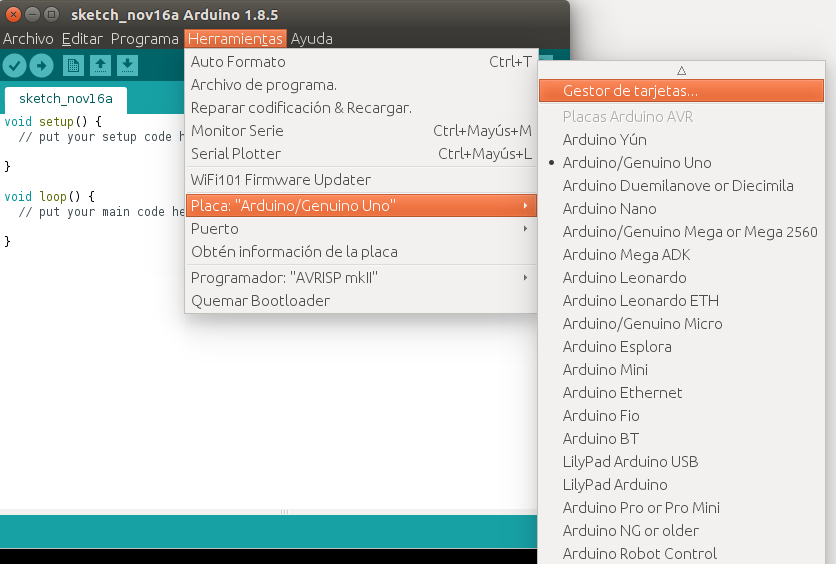 sketch_nov16a Arduino 1.8.5
Archivo Editar Programa Herramientas Ayuda
sketch_nov16a
void setup() {
// put your setup code h
}
void loop() {
// put your main code he
}
Auto Formato Ctrl+T
Archivo de programa.
Reparar codificación & Recargar.
Monitor Serie Ctrl+Mayús+M
Serial Plotter Ctrl+Mayús+L
WiFi101 Firmware Updater
Placa: "Arduino/Genuino Uno"
Puerto
Obtén información de la placa
Programador: "AVRISP mkII"
Quemar Bootloader
Gestor de tarjetas...
Placas Arduino AVR
Arduino Yún
Arduino/Genuino Uno
Arduino Duemilanove or Diecimila
Arduino Nano
Arduino/Genuino Mega or Mega 2560
Arduino Mega ADK
Arduino Leonardo
Arduino Leonardo ETH
Arduino/Genuino Micro
Arduino Esplora
Arduino Mini
Arduino Ethernet
Arduino Fio
Arduino BT
LilyPad Arduino USB
LilyPad Arduino
Arduino Pro or Pro Mini
Arduino NG or older
Arduino Robot Control